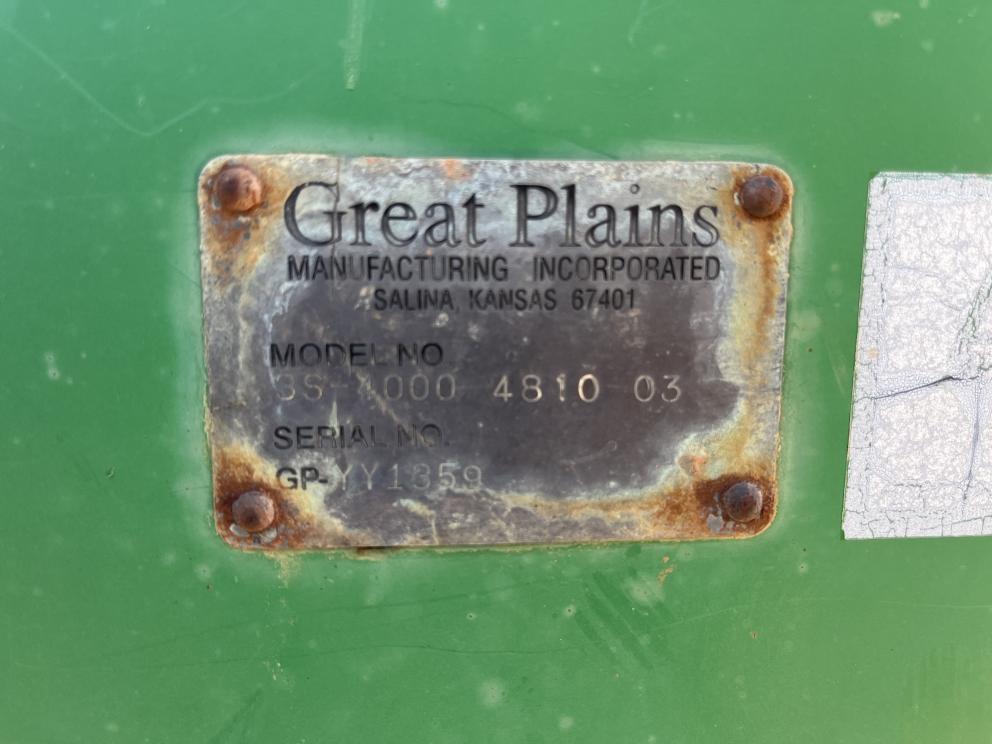 Great Plains
MANUFACTURING INCORPORATED
SALINA, KANSAS 67401
MODEL NO.
3S-4000 4810 03
SERIAL NO.
GP-YY1359